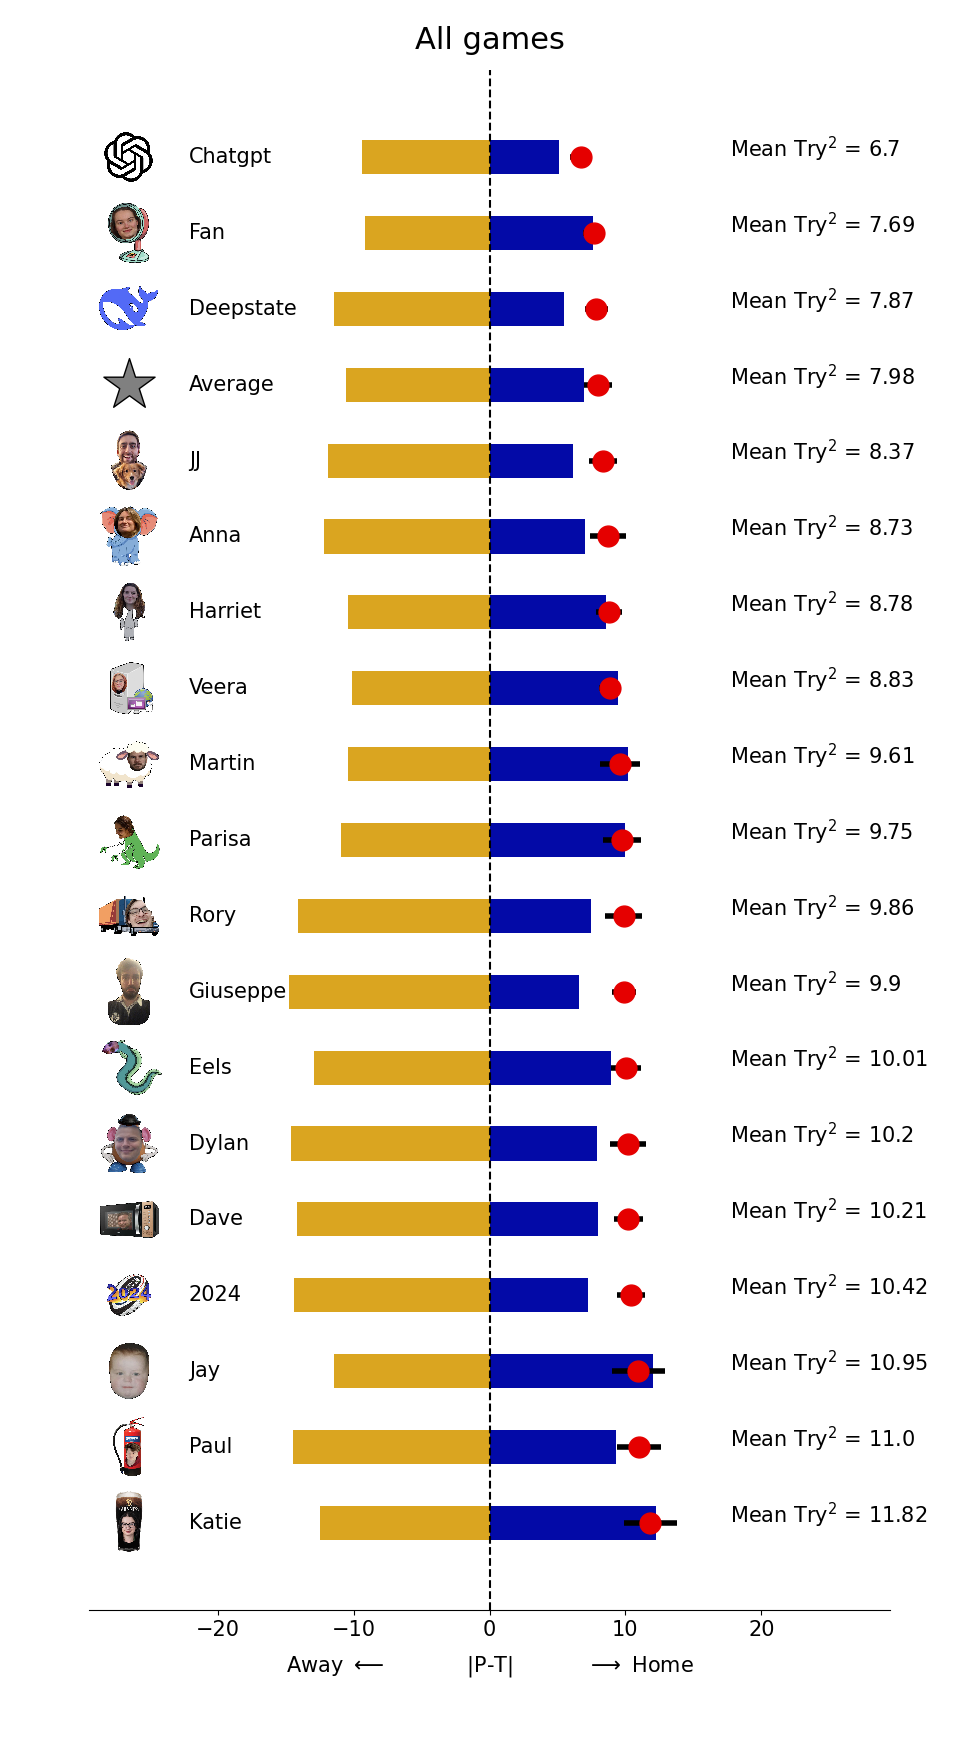 All games
Chatgpt Mean Try² = 6.7
Fan Mean Try² = 7.69
Deepstate Mean Try² = 7.87
Average Mean Try² = 7.98
JJ Mean Try² = 8.37
Anna Mean Try² = 8.73
Harriet Mean Try² = 8.78
Veera Mean Try² = 8.83
Martin Mean Try² = 9.61
Parisa Mean Try² = 9.75
Rory Mean Try² = 9.86
Giuseppe Mean Try² = 9.9
Eels Mean Try² = 10.01
Dylan Mean Try² = 10.2
Dave Mean Try² = 10.21
2024
2024 Mean Try² = 10.42
Jay Mean Try² = 10.95
Paul Mean Try² = 11.0
Katie Mean Try² = 11.82
−20 −10 0 10 20
Away ⟵ |P-T| ⟶ Home